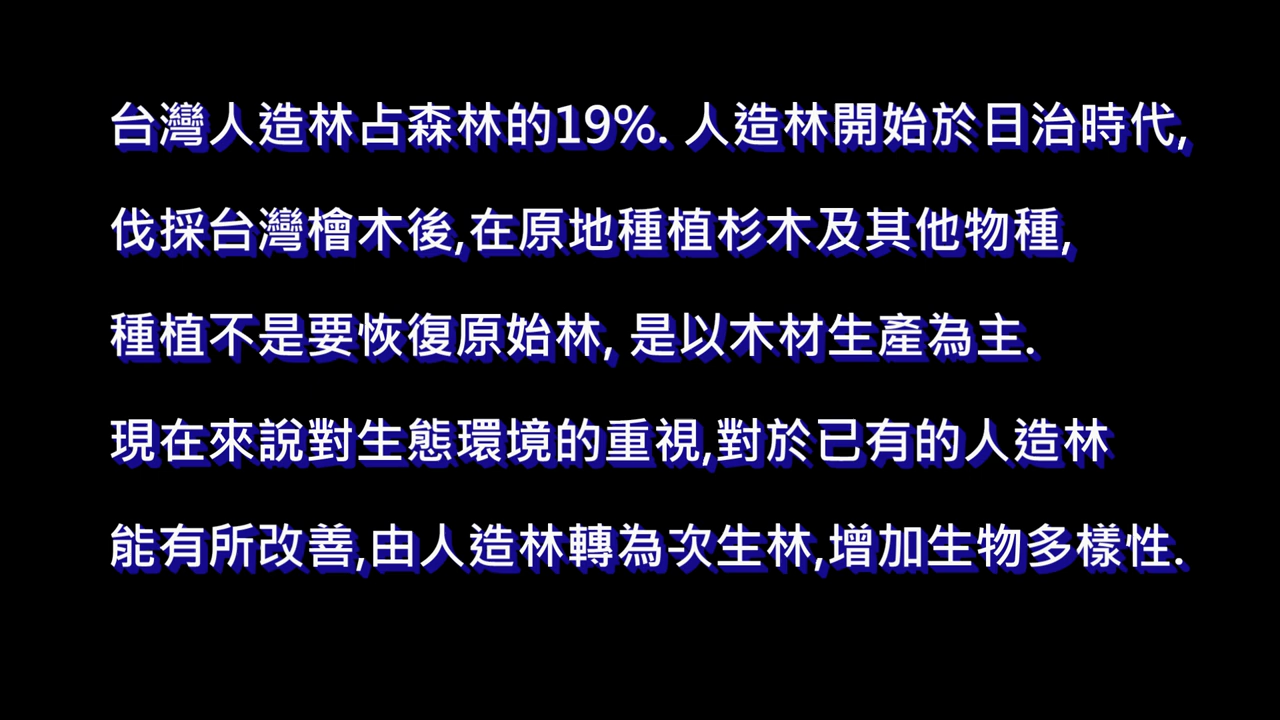 台灣人造林占森林的19%. 人造林開始於日治時代,
伐採台灣檜木後,在原地種植杉木及其他物種,
種植不是要恢復原始林, 是以木材生產為主.
現在來說對生態環境的重視,對於已有的人造林
能有所改善,由人造林轉為次生林,增加生物多樣性.